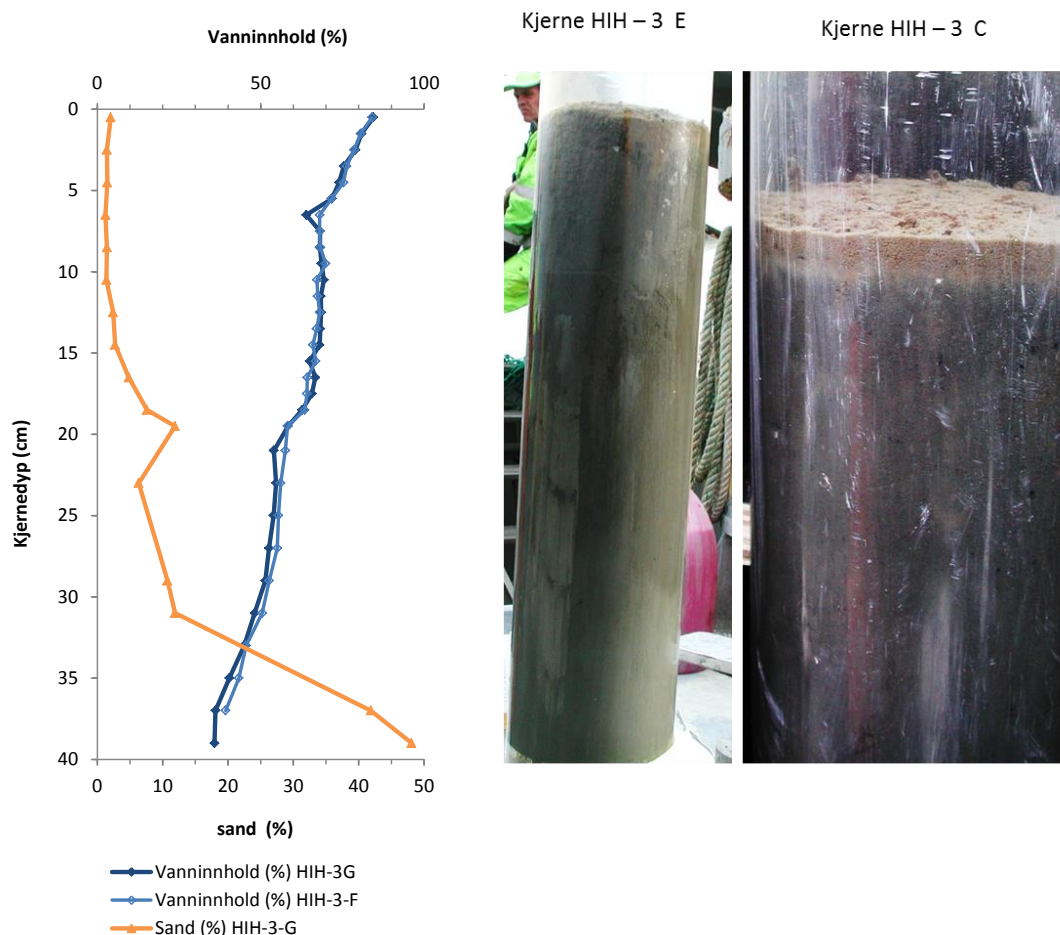 Vanninnhold (%)
0 50 100
Kjernedyp (cm)
0
5
10
15
20
25
30
35
40
0 10 20 30 40 50
sand (%)
Vanninnhold (%) HIH-3G
Vanninnhold (%) HIH-3-F
Sand (%) HIH-3-G
Kjerne HIH – 3 E
Kjerne HIH – 3 C